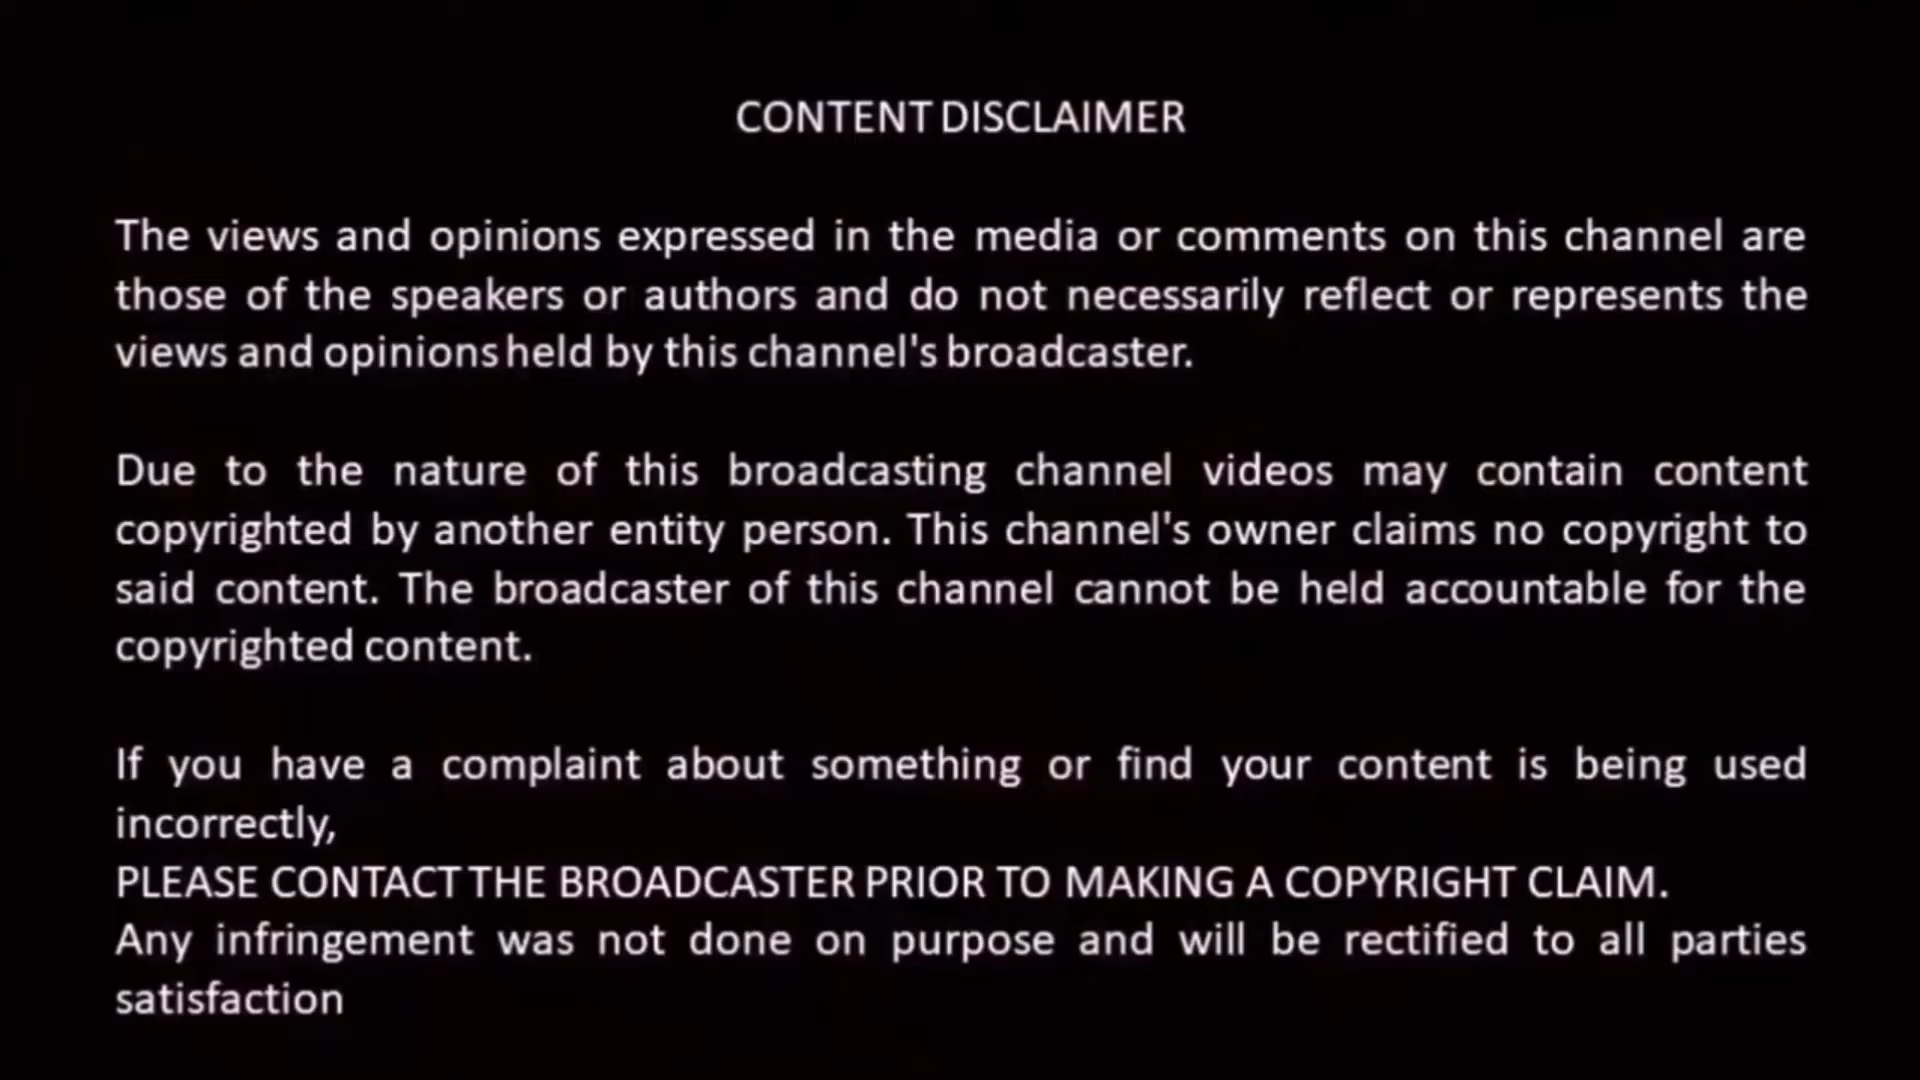 CONTENT DISCLAIMER
The views and opinions expressed in the media or comments on this channel are
those of the speakers or authors and do not necessarily reflect or represents the
views and opinions held by this channel's broadcaster.
Due to the nature of this broadcasting channel videos may contain content
copyrighted by another entity person. This channel's owner claims no copyright to
said content. The broadcaster of this channel cannot be held accountable for the
copyrighted content.
If you have a complaint about something or find your content is being used
incorrectly,
PLEASE CONTACT THE BROADCASTER PRIOR TO MAKING A COPYRIGHT CLAIM.
Any infringement was not done on purpose and will be rectified to all parties
satisfaction